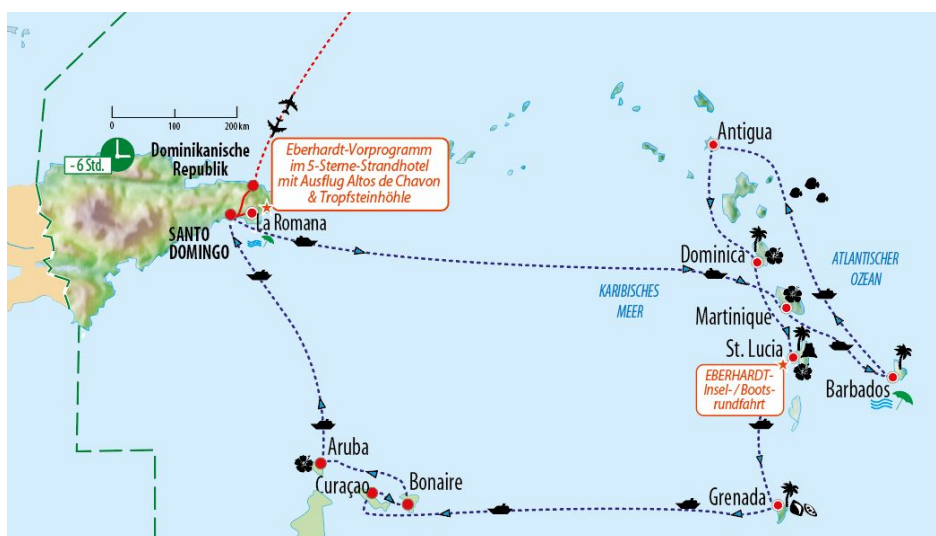 0
100
200 km
- 6 Std.
Dominikanische
Republik
Eberhardt-Vorprogramm
im 5-Sterne-Strandhotel
mit Ausflug Altos de Chavon
& Tropfsteinhöhle
La Romana
SANTO
DOMINGO
Antigua
Dominica
ATLANTISCHER
OZEAN
KARIBISCHES
MEER
Martinique
St. Lucia
EBERHARDT-
Insel-/ Boots-
rundfahrt
Barbados
Aruba
Curaçao
Bonaire
Grenada